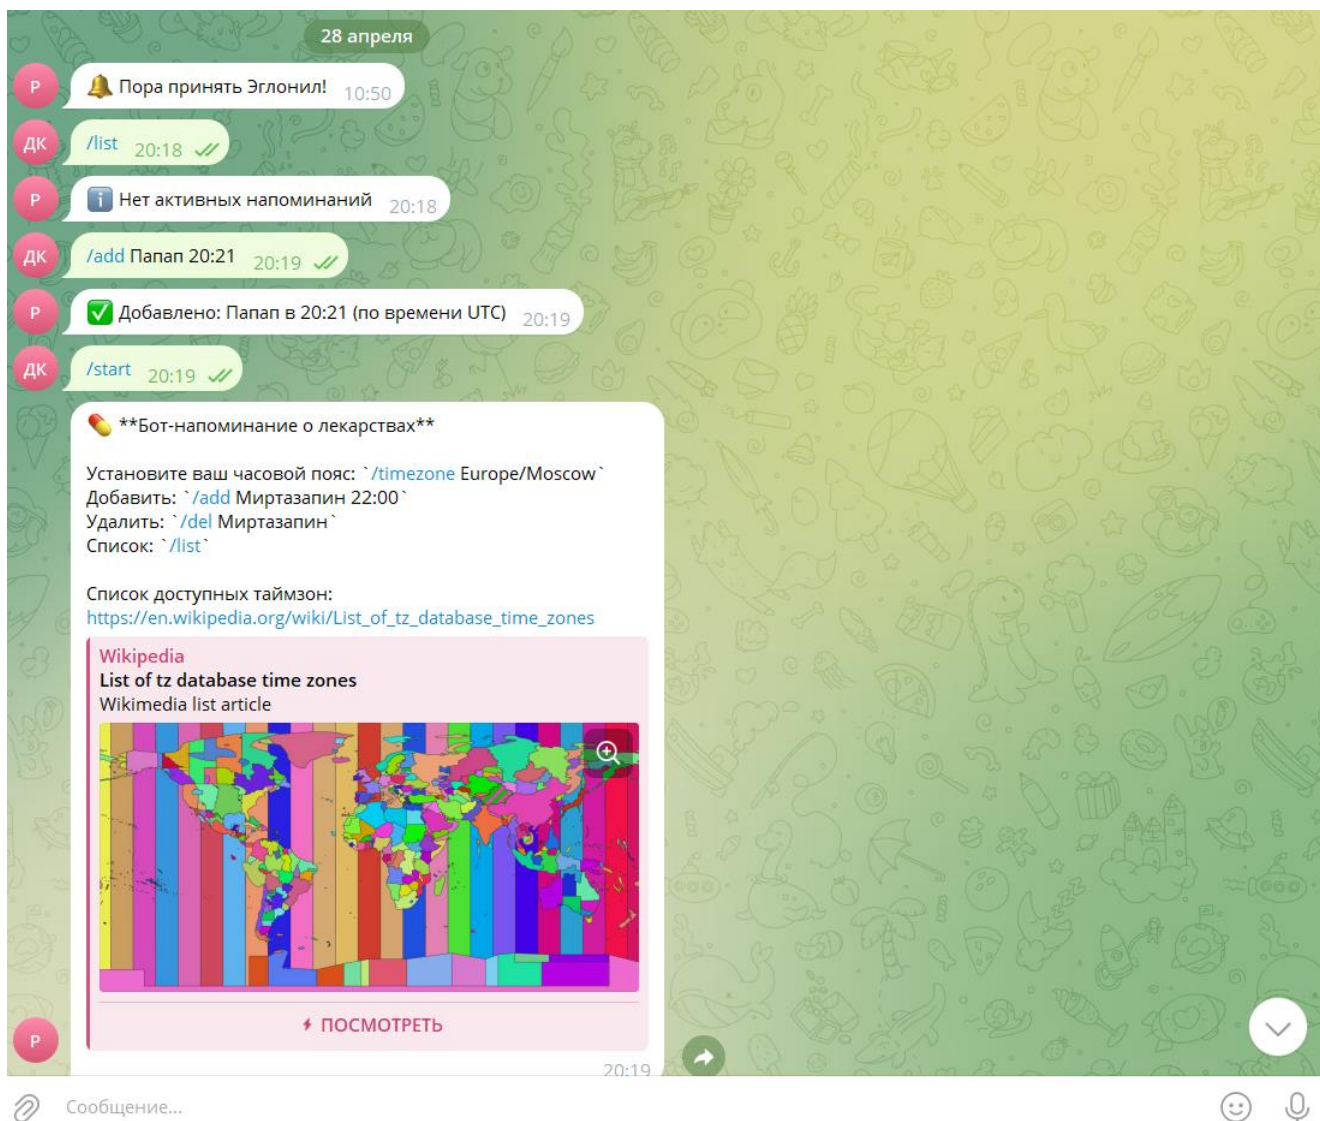 28 апреля
Р
🔔 Пора принять Эглонил! 10:50
ДК
/list 20:18
Р
ℹ️ Нет активных напоминаний 20:18
ДК
/add Папап 20:21 20:19
Р
✅ Добавлено: Папап в 20:21 (по времени UTC) 20:19
ДК
/start 20:19
💊 **Бот-напоминание о лекарствах**
Установите ваш часовой пояс: `/timezone Europe/Moscow`
Добавить: `/add Миртазапин 22:00`
Удалить: `/del Миртазапин`
Список: `/list`
Список доступных таймзон:
https://en.wikipedia.org/wiki/List_of_tz_database_time_zones
Wikipedia
List of tz database time zones
Wikimedia list article
ПОСМОТРЕТЬ
Р
20:19
Сообщение...